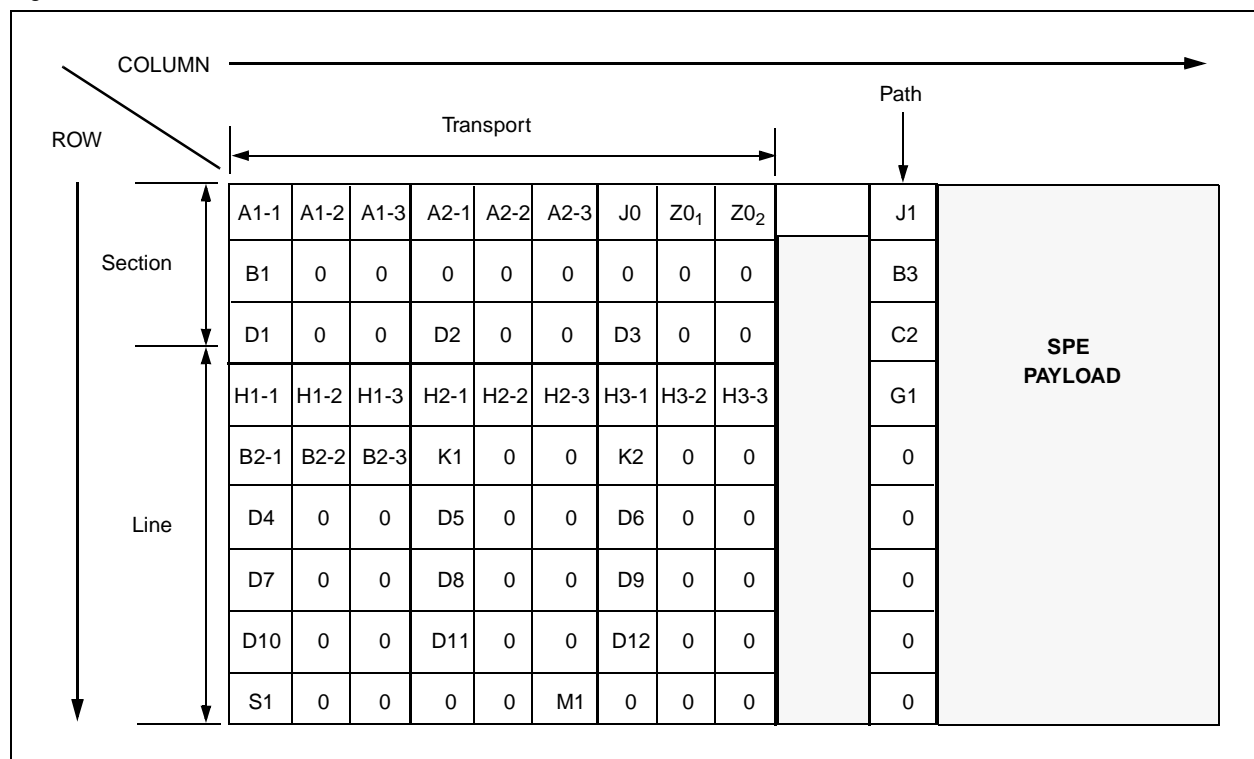 COLUMN
Path
Transport
ROW
A1-1 A1-2 A1-3 A2-1 A2-2 A2-3 J0 Z0₁ Z0₂ J1
Section
B1 0 0 0 0 0 0 0 0 B3
D1 0 0 D2 0 0 D3 0 0 C2
SPE
PAYLOAD
H1-1 H1-2 H1-3 H2-1 H2-2 H2-3 H3-1 H3-2 H3-3 G1
B2-1 B2-2 B2-3 K1 0 0 K2 0 0 0
Line
D4 0 0 D5 0 0 D6 0 0 0
D7 0 0 D8 0 0 D9 0 0 0
D10 0 0 D11 0 0 D12 0 0 0
S1 0 0 0 0 M1 0 0 0 0